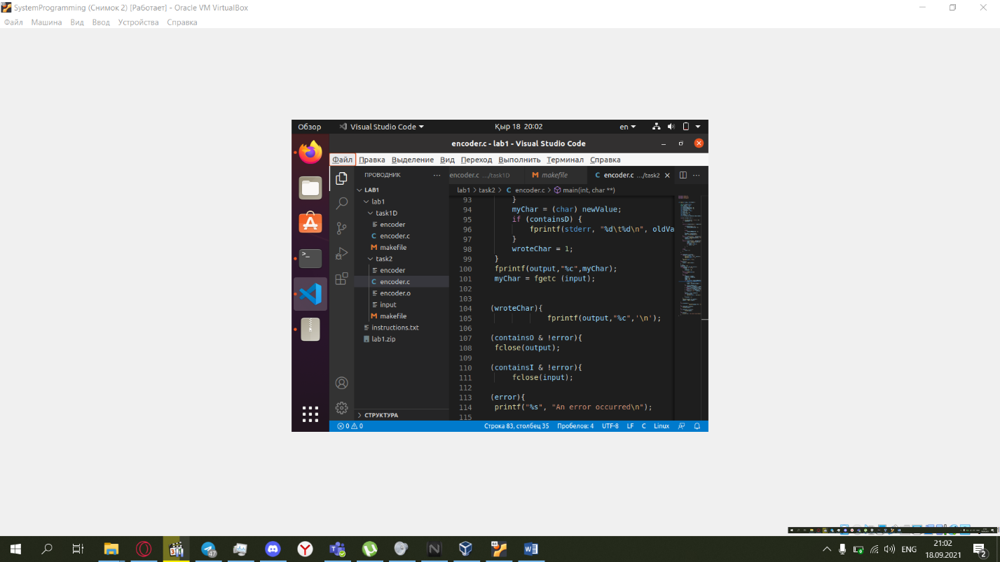 SystemProgramming (Снимок 2) [Работает] - Oracle VM VirtualBox
Файл Машина Вид Ввод Устройства Справка
Обзор Visual Studio Code Қыр 18 20:02 en
encoder.c - lab1 - Visual Studio Code
Файл Правка Выделение Вид Переход Выполнить Терминал Справка
ПРОВОДНИК ··· encoder.c .../task1D makefile C encoder.c .../task2 ···
LAB1
lab1
task1D
encoder
C encoder.c
M makefile
task2
encoder
C encoder.c
encoder.o
input
M makefile
instructions.txt
lab1.zip
СТРУКТУРА
lab1 > task2 > C encoder.c > main(int, char **)
93 }
94 myChar = (char) newValue;
95 if (containsD) {
96 fprintf(stderr, "%d\t%d\n", oldVa
97 }
98 wroteChar = 1;
99 }
100 fprintf(output,"%c",myChar);
101 myChar = fgetc (input);
102
103
104 (wroteChar){
105 fprintf(output,"%c",'\n');
106
107 (containsO & !error){
108 fclose(output);
109
110 (containsI & !error){
111 fclose(input);
112
113 (error){
114 printf("%s", "An error occurred\n");
115
0 0 Строка 83, столбец 35 Пробелов: 4 UTF-8 LF C Linux
47 ENG 21:02
18.09.2021 2